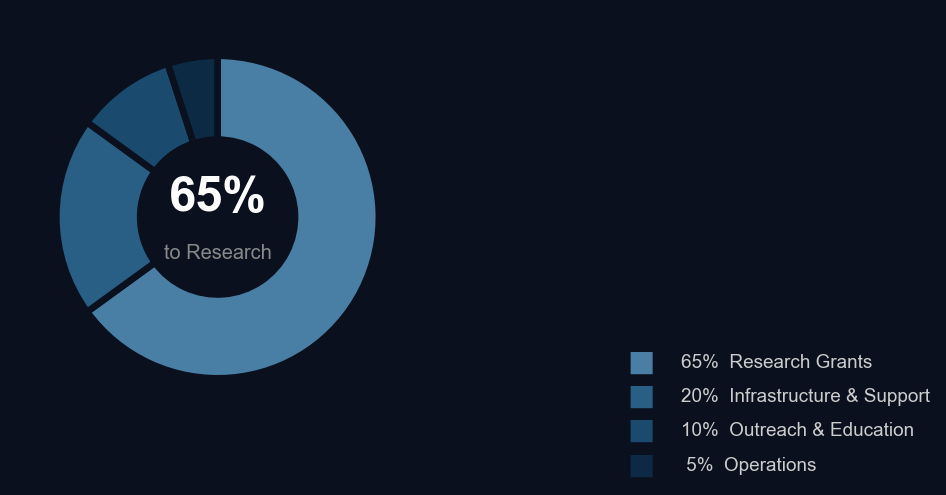 65%
to Research
65% Research Grants
20% Infrastructure & Support
10% Outreach & Education
5% Operations